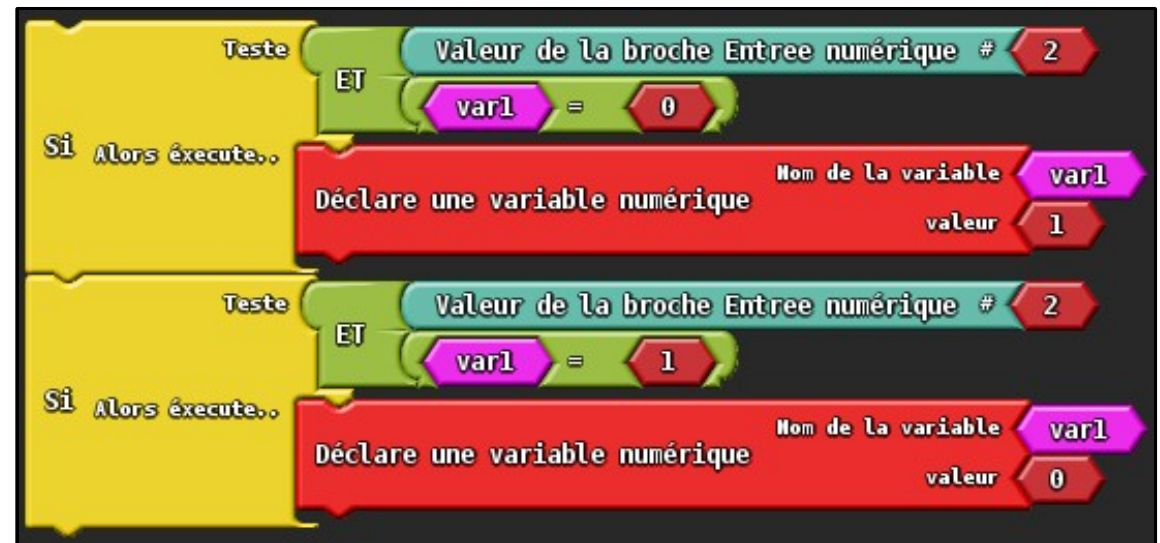 Teste
Valeur de la broche Entree numérique # 2
ET
var1 = 0
Si Alors éxecute..
Nom de la variable var1
Déclare une variable numérique
valeur 1
Teste
Valeur de la broche Entree numérique # 2
ET
var1 = 1
Si Alors éxecute..
Nom de la variable var1
Déclare une variable numérique
valeur 0